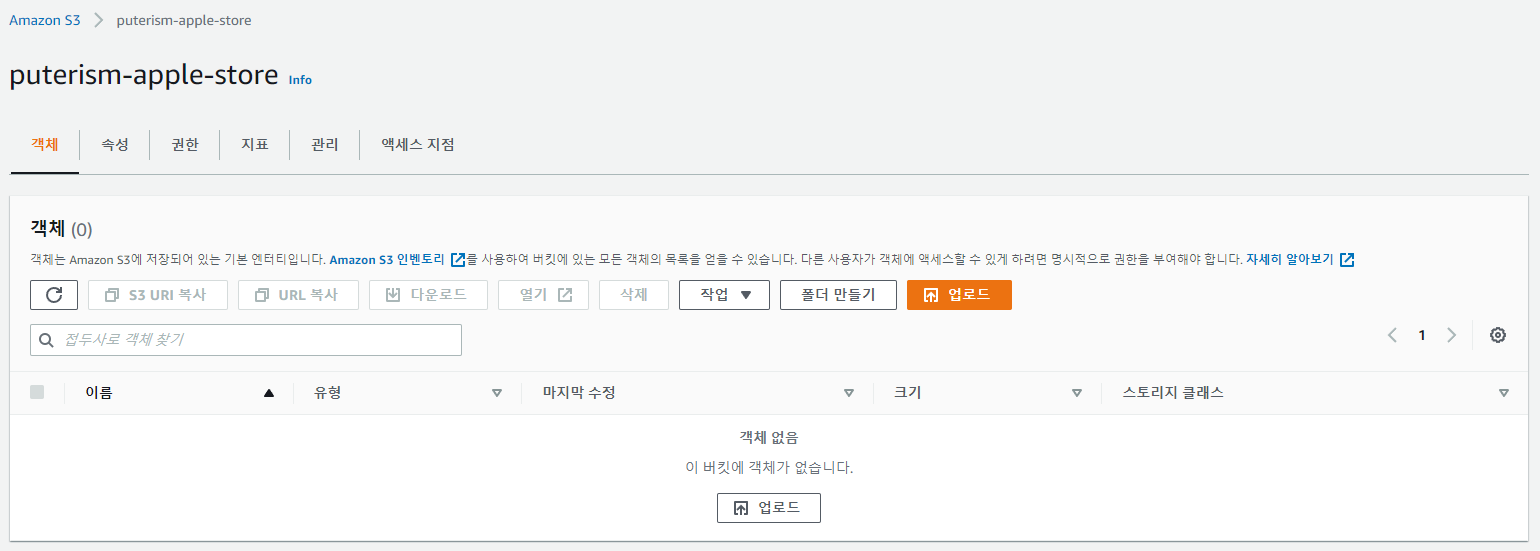 Amazon S3 > puterism-apple-store
puterism-apple-store Info
객체 속성 권한 지표 관리 액세스 지점
객체 (0)
객체는 Amazon S3에 저장되어 있는 기본 엔터티입니다. Amazon S3 인벤토리를 사용하여 버킷에 있는 모든 객체의 목록을 얻을 수 있습니다. 다른 사용자가 객체에 액세스할 수 있게 하려면 명시적으로 권한을 부여해야 합니다. 자세히 알아보기
S3 URI 복사 URL 복사 다운로드 열기 삭제 작업 폴더 만들기 업로드
접두사로 객체 찾기 1
이름 유형 마지막 수정 크기 스토리지 클래스
객체 없음
이 버킷에 객체가 없습니다.
업로드